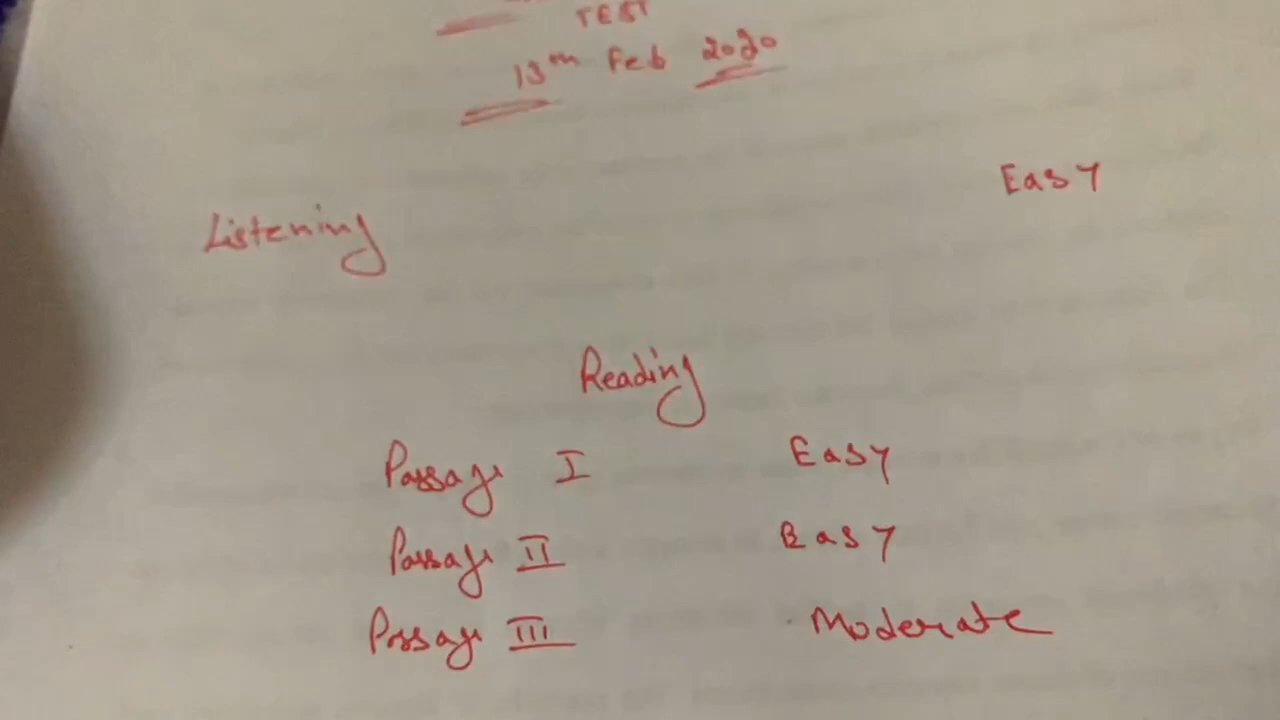 TEST
13th Feb 2020
Easy
Listening
Reading
Passage I Easy
Passage II Easy
Passage III Moderate